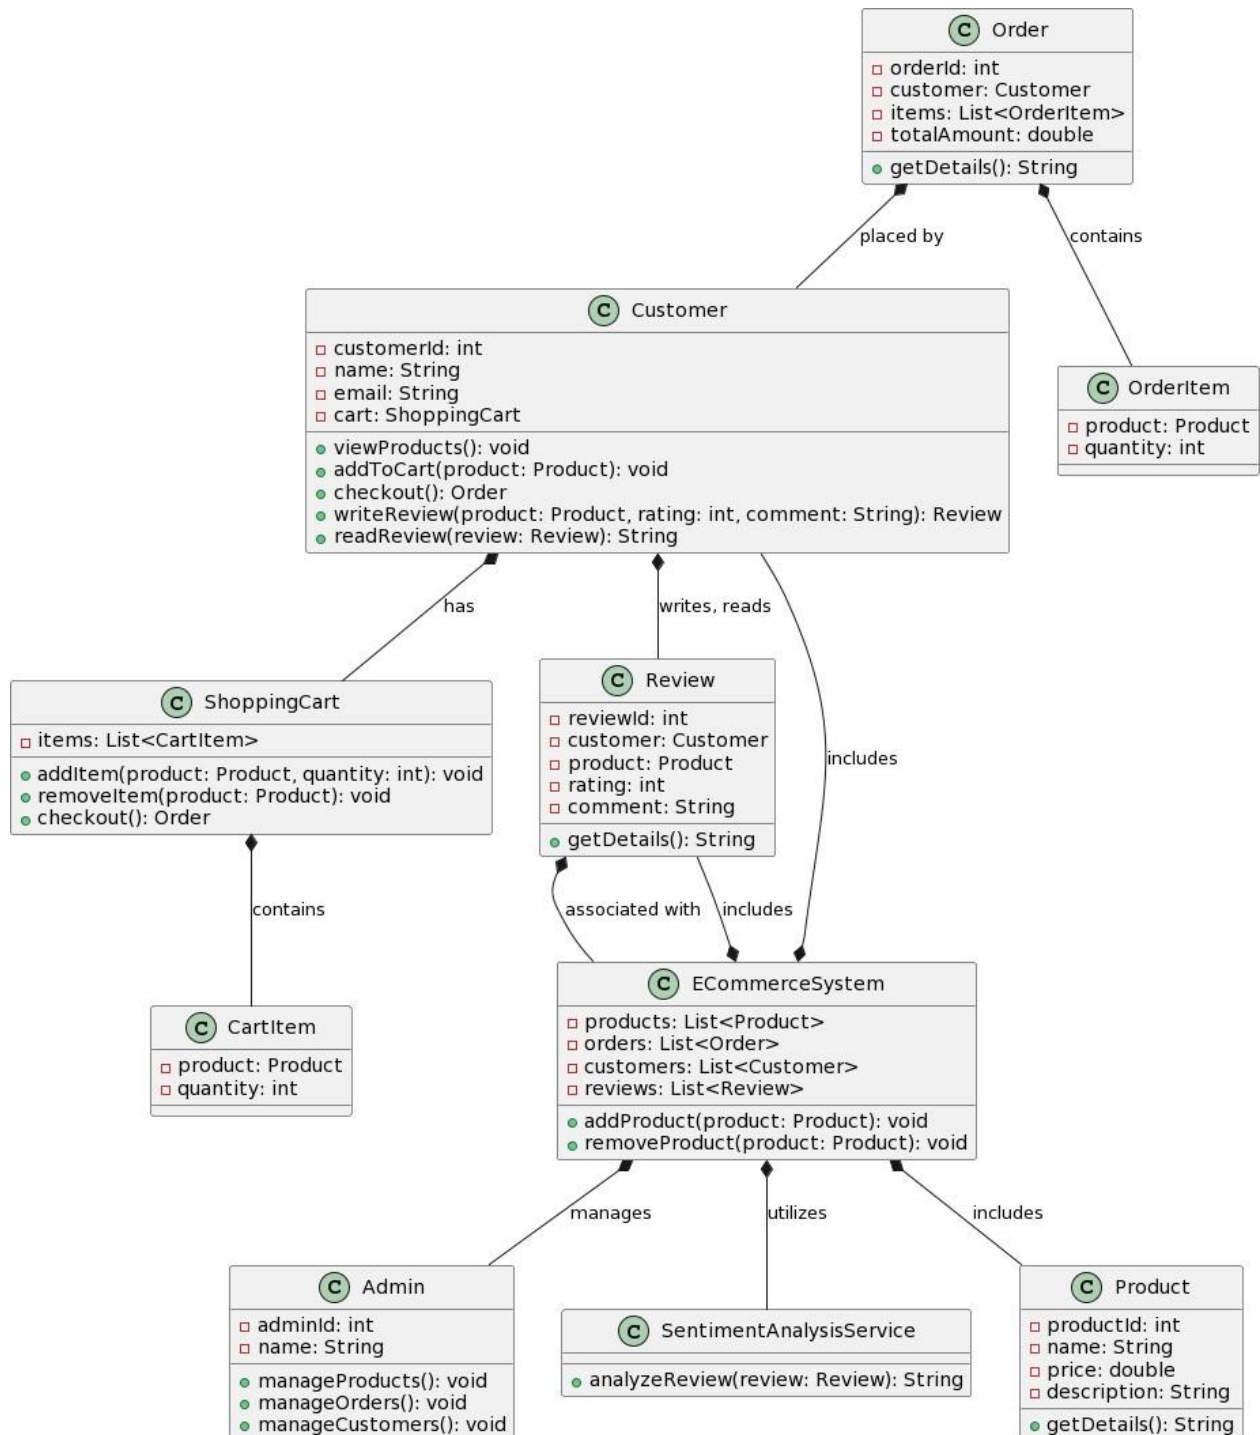 C Order
orderId: int
customer: Customer
items: List<OrderItem>
totalAmount: double
getDetails(): String
placed by
contains
C Customer
customerId: int
name: String
email: String
cart: ShoppingCart
viewProducts(): void
addToCart(product: Product): void
checkout(): Order
writeReview(product: Product, rating: int, comment: String): Review
readReview(review: Review): String
C OrderItem
product: Product
quantity: int
has
writes, reads
includes
C ShoppingCart
items: List<CartItem>
addItem(product: Product, quantity: int): void
removeItem(product: Product): void
checkout(): Order
C Review
reviewId: int
customer: Customer
product: Product
rating: int
comment: String
getDetails(): String
contains
associated with
includes
C CartItem
product: Product
quantity: int
C ECommerceSystem
products: List<Product>
orders: List<Order>
customers: List<Customer>
reviews: List<Review>
addProduct(product: Product): void
removeProduct(product: Product): void
manages
utilizes
includes
C Admin
adminId: int
name: String
manageProducts(): void
manageOrders(): void
manageCustomers(): void
C SentimentAnalysisService
analyzeReview(review: Review): String
C Product
productId: int
name: String
price: double
description: String
getDetails(): String